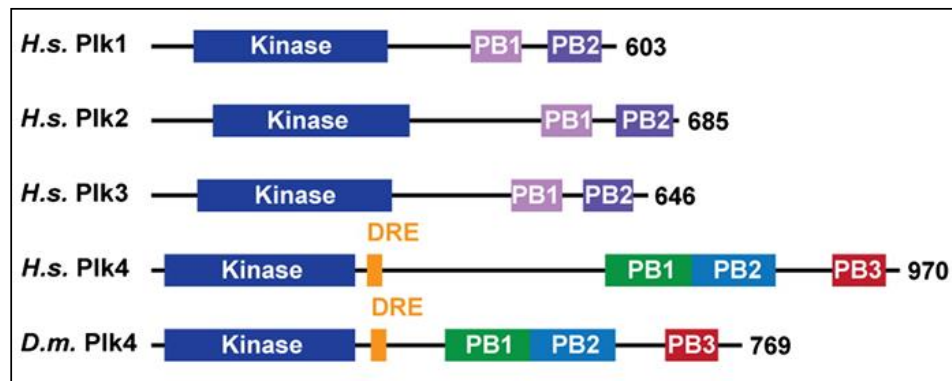 H.s. Plk1 Kinase PB1 PB2 603
H.s. Plk2 Kinase PB1 PB2 685
H.s. Plk3 Kinase PB1 PB2 646
DRE
H.s. Plk4 Kinase PB1 PB2 PB3 970
DRE
D.m. Plk4 Kinase PB1 PB2 PB3 769